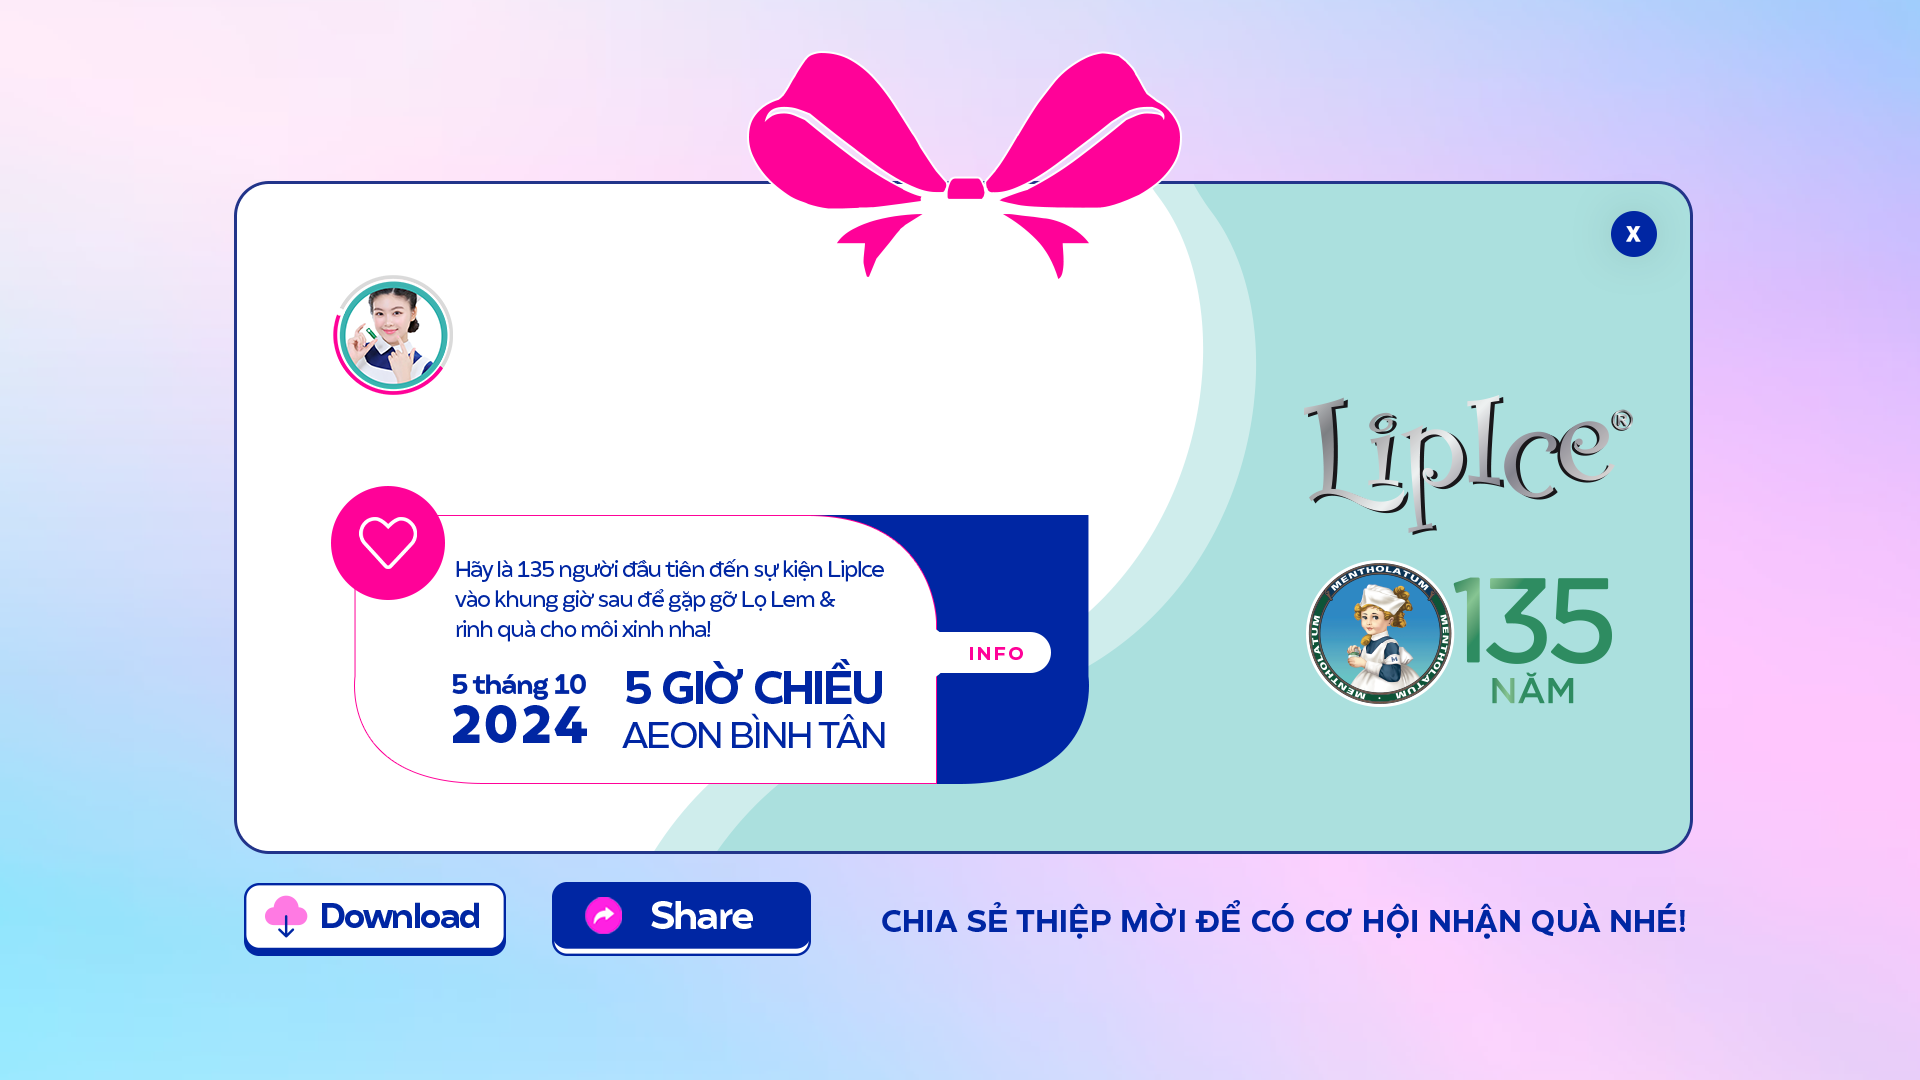 X
LipIce®
Hãy là 135 người đầu tiên đến sự kiện LipIce
vào khung giờ sau để gặp gỡ Lọ Lem &
rinh quà cho môi xinh nha!
INFO
5 tháng 10
2024
5 GIỜ CHIỀU
AEON BÌNH TÂN
MENTHOLATUM MENTHOLATUM · MENTHOLATUM MENTHOLATUM
M
135
NĂM
Download
Share
CHIA SẺ THIỆP MỜI ĐỂ CÓ CƠ HỘI NHẬN QUÀ NHÉ!